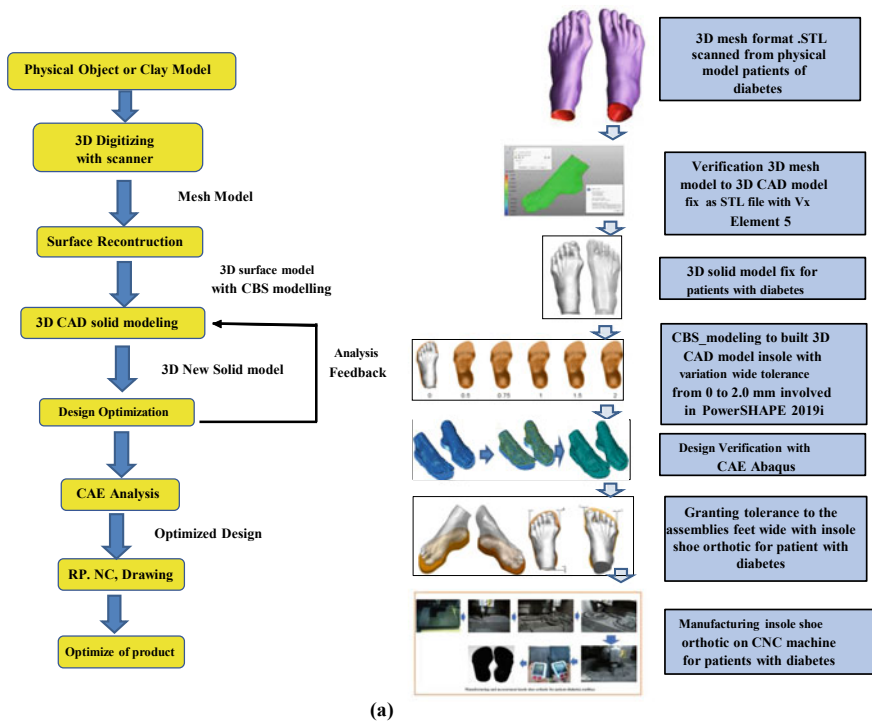 Physical Object or Clay Model
3D Digitizing
with scanner
Mesh Model
Surface Recontruction
3D surface model
with CBS modelling
3D CAD solid modeling
Analysis
Feedback
3D New Solid model
Design Optimization
CAE Analysis
Optimized Design
RP. NC, Drawing
Optimize of product
3D mesh format .STL
scanned from physical
model patients of
diabetes
Verification 3D mesh
model to 3D CAD model
fix as STL file with Vx
Element 5
3D solid model fix for
patients with diabetes
0 0.5 0.75 1 1.5 2
CBS_modeling to built 3D
CAD model insole with
variation wide tolerance
from 0 to 2.0 mm involved
in PowerSHAPE 2019i
Design Verification with
CAE Abaqus
Granting tolerance to the
assemblies feet wide with insole
shoe orthotic for patient with
diabetes
Manufacturing insole shoe
orthotic on CNC machine
for patients with diabetes
(a)